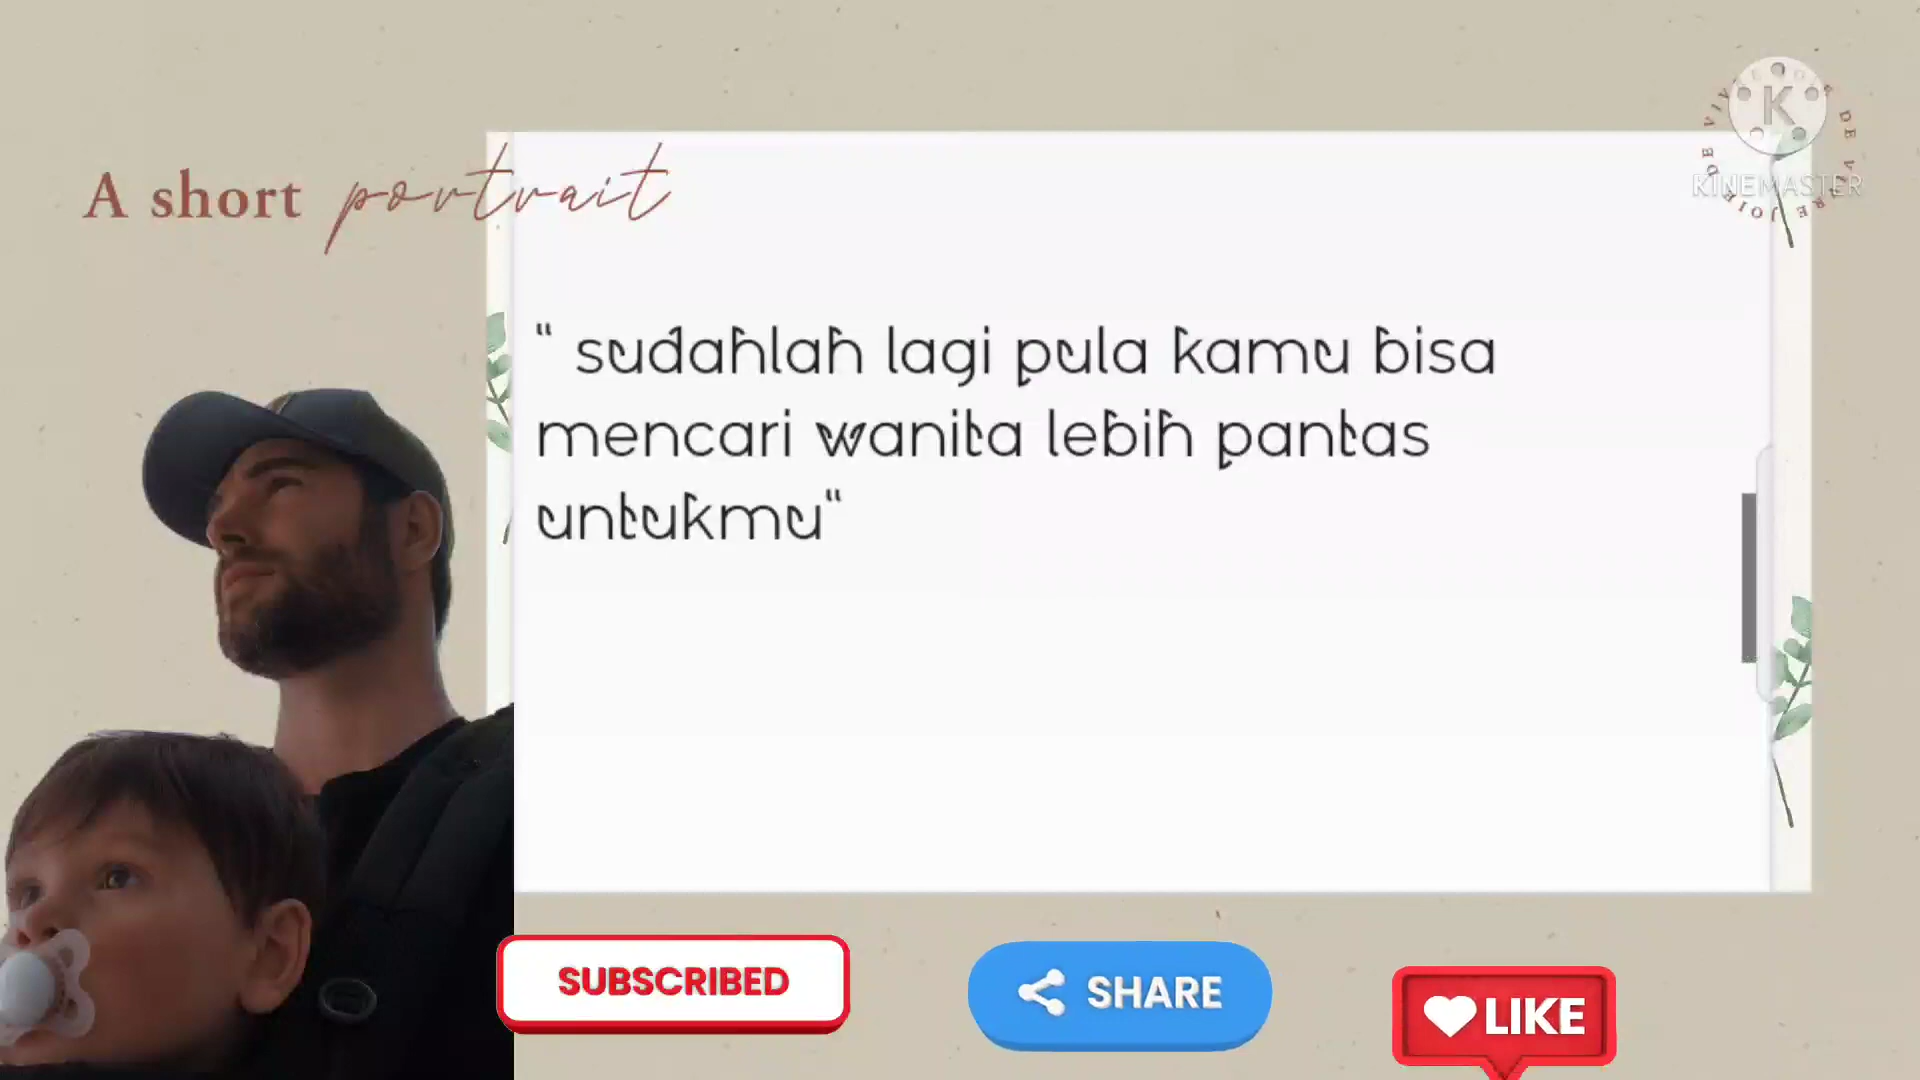 A short portrait
KINEMASTER
“ sudahlah lagi pula kamu bisa
mencari wanita lebih pantas
untukmu“
SUBSCRIBED
SHARE
LIKE